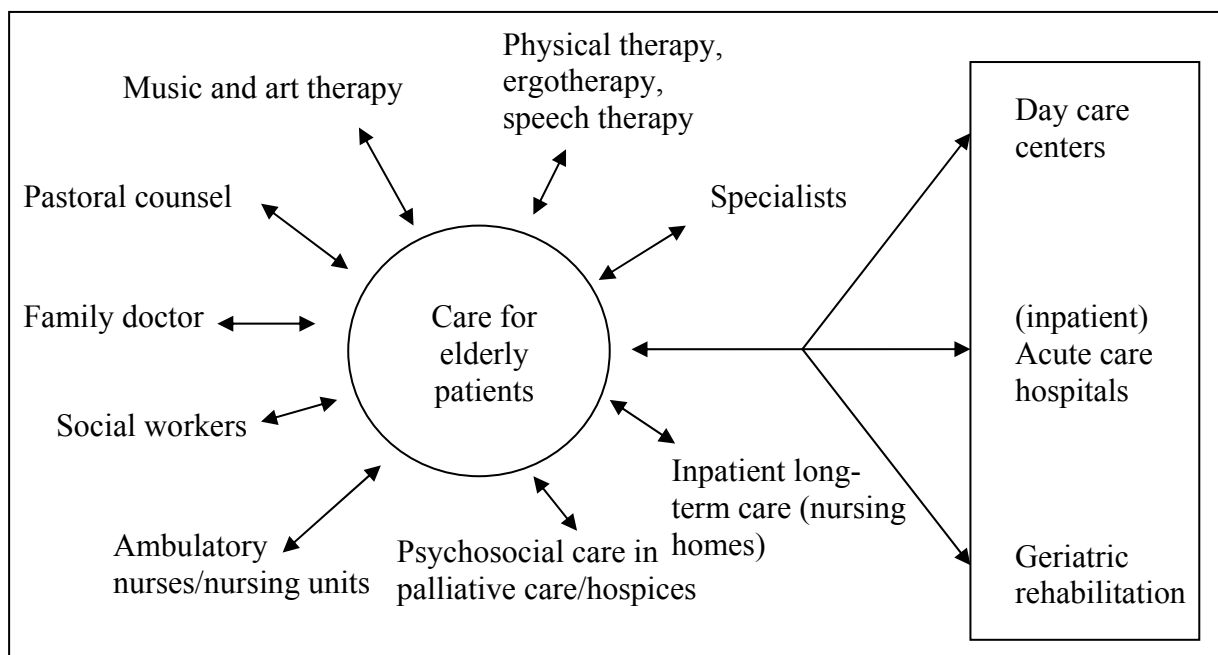 Physical therapy,
ergotherapy,
speech therapy
Music and art therapy
Day care
centers
Pastoral counsel
Specialists
Family doctor
Care for
elderly
patients
(inpatient)
Acute care
hospitals
Social workers
Inpatient long-
term care (nursing
homes)
Ambulatory
nurses/nursing units
Psychosocial care in
palliative care/hospices
Geriatric
rehabilitation